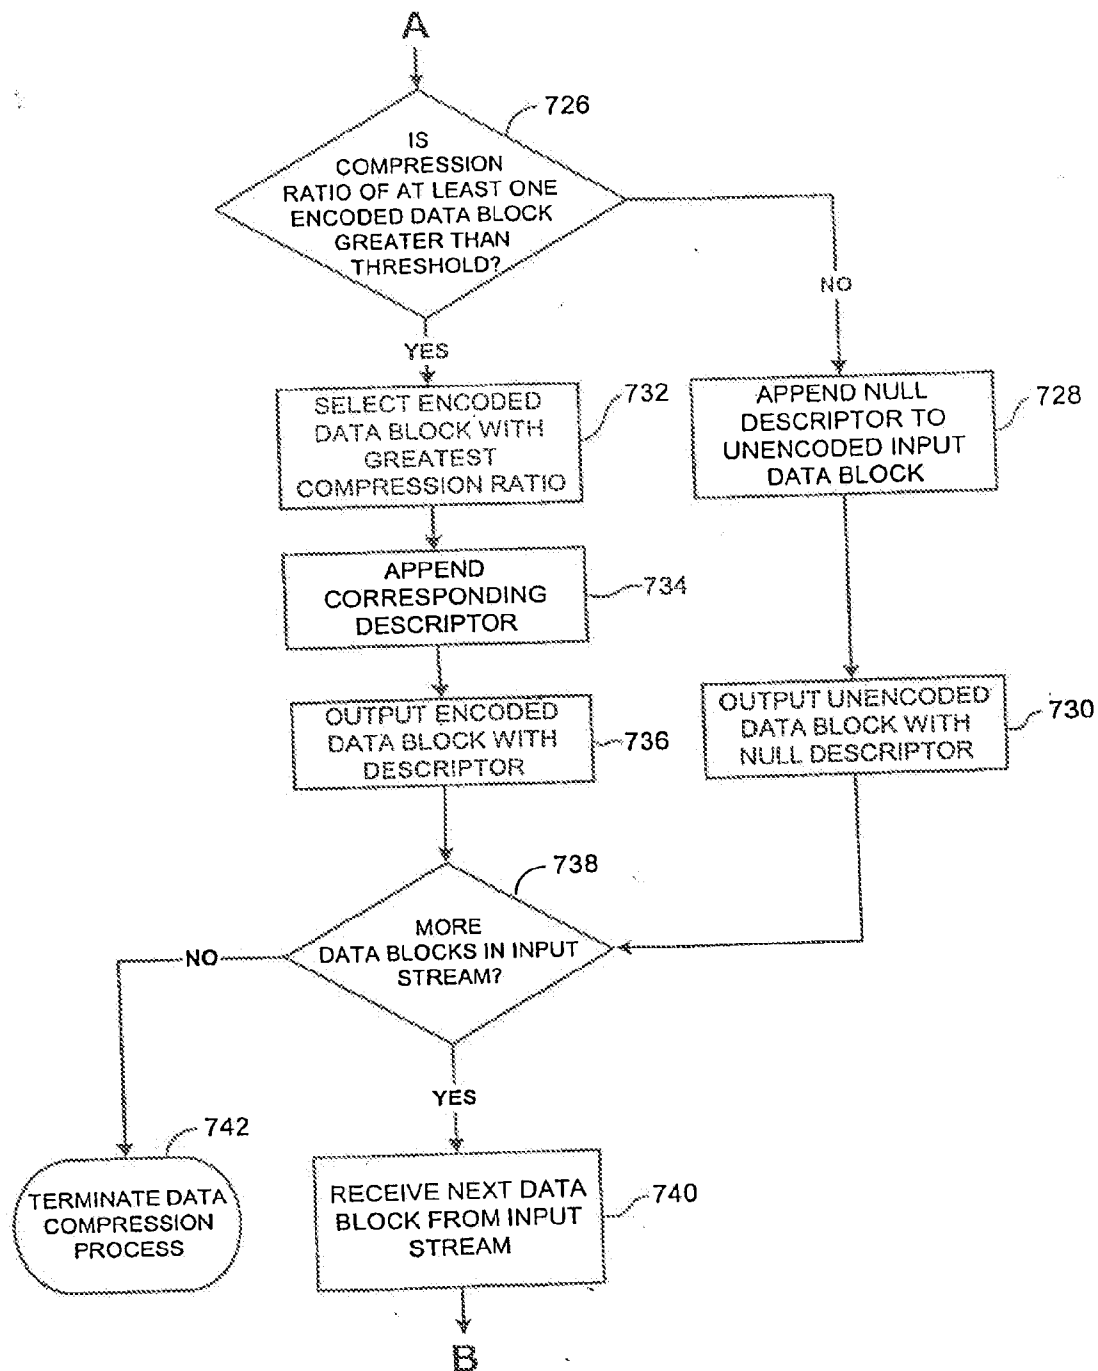 A
726
IS
COMPRESSION
RATIO OF AT LEAST ONE
ENCODED DATA BLOCK
GREATER THAN
THRESHOLD?
NO
YES
SELECT ENCODED
DATA BLOCK WITH
GREATEST
COMPRESSION RATIO
732
APPEND NULL
DESCRIPTOR TO
UNENCODED INPUT
DATA BLOCK
728
APPEND
CORRESPONDING
DESCRIPTOR
734
OUTPUT ENCODED
DATA BLOCK WITH
DESCRIPTOR
736
OUTPUT UNENCODED
DATA BLOCK WITH
NULL DESCRIPTOR
730
738
MORE
DATA BLOCKS IN INPUT
STREAM?
NO
YES
742
TERMINATE DATA
COMPRESSION
PROCESS
RECEIVE NEXT DATA
BLOCK FROM INPUT
STREAM
740
B